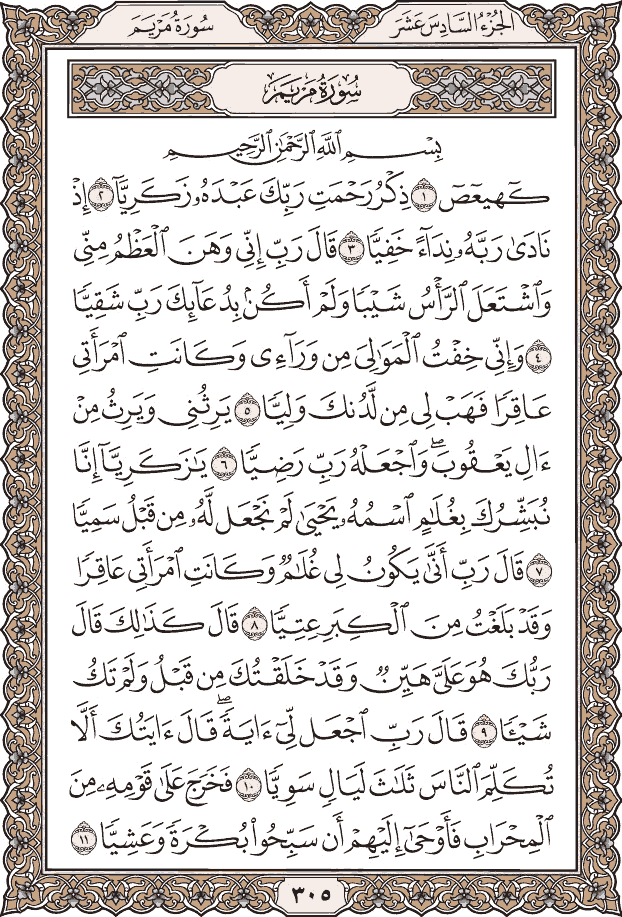 الجُزْءُ السَّادِسَ عَشَرَ سُورَةُ مَرْيَمَ
سُورَةُ مَرْيَمَ
بِسْمِ ٱللَّهِ ٱلرَّحْمَٰنِ ٱلرَّحِيمِ
كٓهيعٓصٓ ١ ذِكْرُ رَحْمَتِ رَبِّكَ عَبْدَهُۥ زَكَرِيَّآ ٢ إِذْ
نَادَىٰ رَبَّهُۥ نِدَآءً خَفِيًّا ٣ قَالَ رَبِّ إِنِّي وَهَنَ ٱلْعَظْمُ مِنِّي
وَٱشْتَعَلَ ٱلرَّأْسُ شَيْبًا وَلَمْ أَكُنۢ بِدُعَآئِكَ رَبِّ شَقِيًّا
٤ وَإِنِّي خِفْتُ ٱلْمَوَٰلِيَ مِن وَرَآءِي وَكَانَتِ ٱمْرَأَتِي
عَاقِرًا فَهَبْ لِي مِن لَّدُنكَ وَلِيًّا ٥ يَرِثُنِي وَيَرِثُ مِنْ
ءَالِ يَعْقُوبَۖ وَٱجْعَلْهُ رَبِّ رَضِيًّا ٦ يَٰزَكَرِيَّآ إِنَّا
نُبَشِّرُكَ بِغُلَٰمٍ ٱسْمُهُۥ يَحْيَىٰ لَمْ نَجْعَل لَّهُۥ مِن قَبْلُ سَمِيًّا
٧ قَالَ رَبِّ أَنَّىٰ يَكُونُ لِي غُلَٰمٌ وَكَانَتِ ٱمْرَأَتِي عَاقِرًا
وَقَدْ بَلَغْتُ مِنَ ٱلْكِبَرِ عِتِيًّا ٨ قَالَ كَذَٰلِكَ قَالَ
رَبُّكَ هُوَ عَلَيَّ هَيِّنٌ وَقَدْ خَلَقْتُكَ مِن قَبْلُ وَلَمْ تَكُ
شَيْـًٔا ٩ قَالَ رَبِّ ٱجْعَل لِّيٓ ءَايَةًۖ قَالَ ءَايَتُكَ أَلَّا
تُكَلِّمَ ٱلنَّاسَ ثَلَٰثَ لَيَالٍ سَوِيًّا ١٠ فَخَرَجَ عَلَىٰ قَوْمِهِۦ مِنَ
ٱلْمِحْرَابِ فَأَوْحَىٰٓ إِلَيْهِمْ أَن سَبِّحُوا۟ بُكْرَةً وَعَشِيًّا ١١
٣٠٥